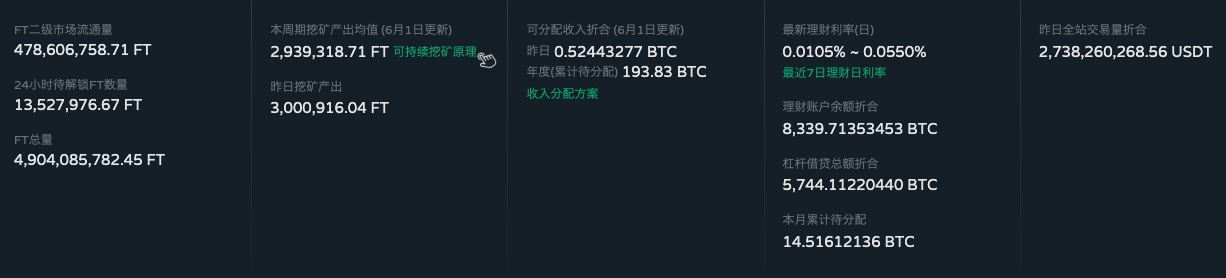 FT二级市场流通量
478,606,758.71 FT
24小时待解锁FT数量
13,527,976.67 FT
FT总量
4,904,085,782.45 FT
本周期挖矿产出均值 (6月1日更新)
2,939,318.71 FT 可持续挖矿原理
昨日挖矿产出
3,000,916.04 FT
可分配收入折合 (6月1日更新)
昨日 0.52443277 BTC
年度(累计待分配) 193.83 BTC
收入分配方案
最新理财利率(日)
0.0105% ~ 0.0550%
最近7日理财日利率
理财账户余额折合
8,339.71353453 BTC
杠杆借贷总额折合
5,744.11220440 BTC
本月累计待分配
14.51612136 BTC
昨日全站交易量折合
2,738,260,268.56 USDT